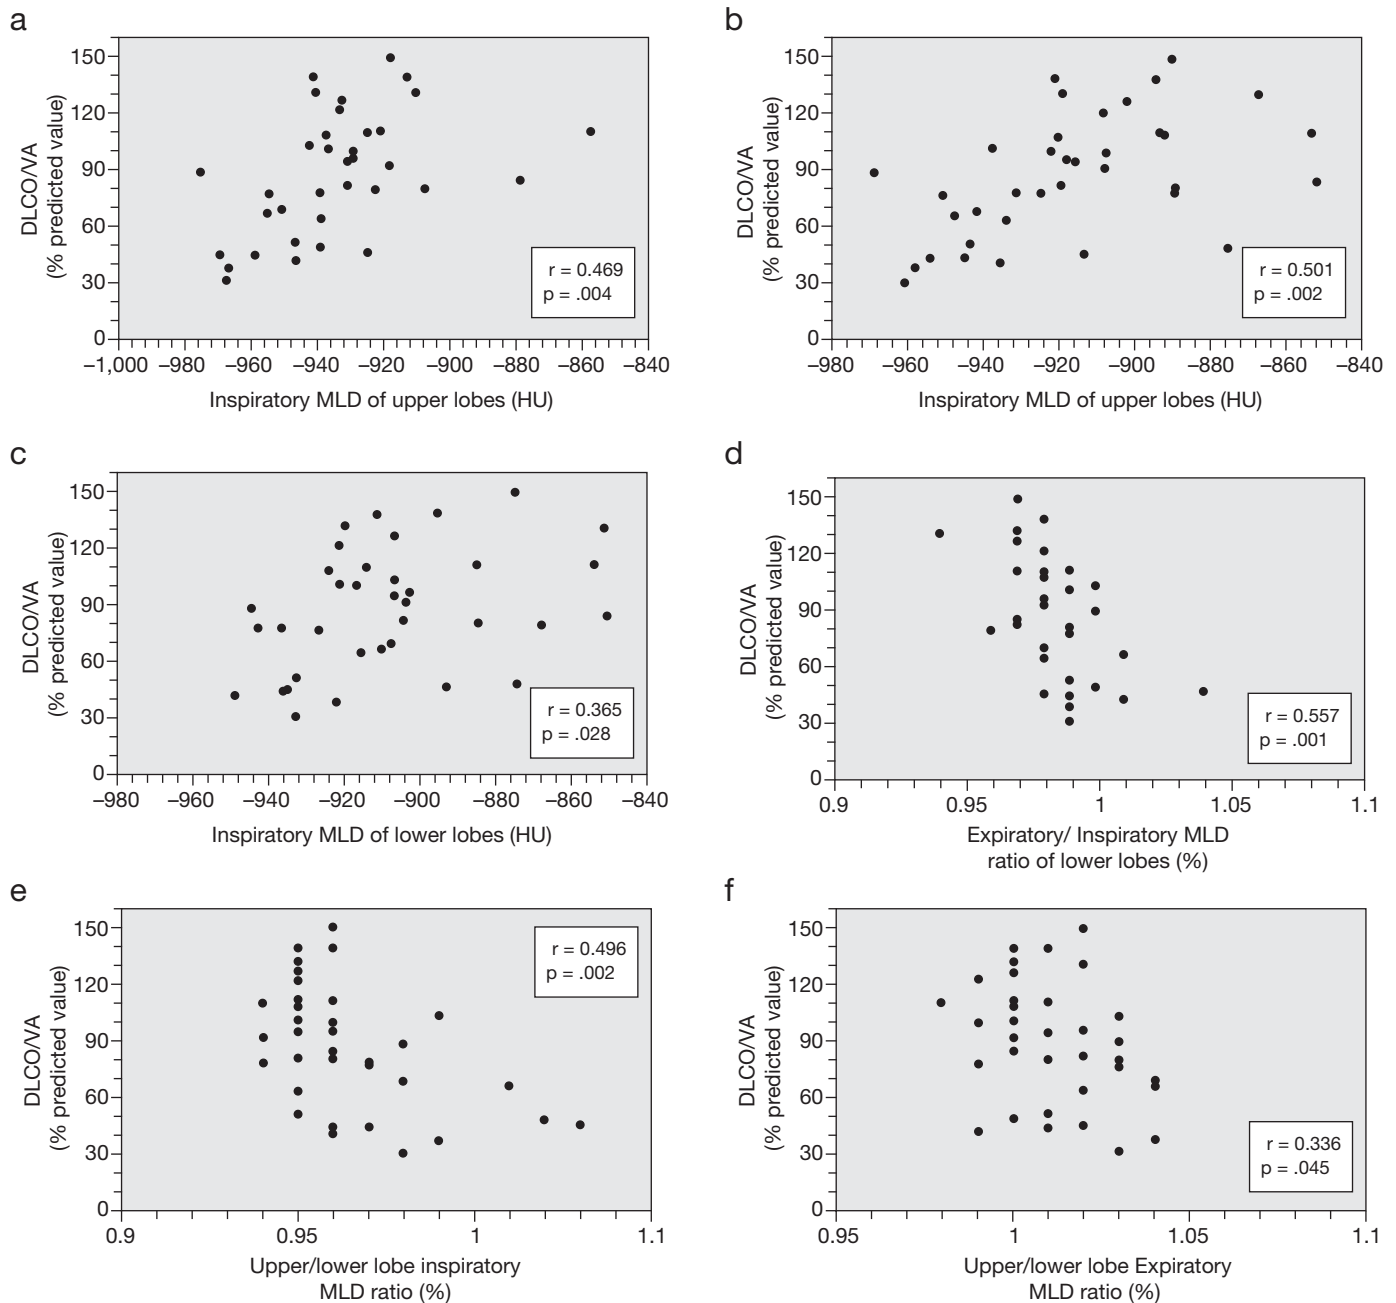 a
DLCO/VA
(% predicted value)
150
120
90
60
30
0
–1,000 –980 –960 –940 –920 –900 –880 –860 –840
Inspiratory MLD of upper lobes (HU)
r = 0.469
p = .004
b
DLCO/VA
(% predicted value)
150
120
90
60
30
0
–980 –960 –940 –920 –900 –880 –860 –840
Inspiratory MLD of upper lobes (HU)
r = 0.501
p = .002
c
DLCO/VA
(% predicted value)
150
120
90
60
30
0
–980 –960 –940 –920 –900 –880 –860 –840
Inspiratory MLD of lower lobes (HU)
r = 0.365
p = .028
d
DLCO/VA
(% predicted value)
150
120
90
60
30
0
0.9 0.95 1 1.05 1.1
Expiratory/ Inspiratory MLD
ratio of lower lobes (%)
r = 0.557
p = .001
e
DLCO/VA
(% predicted value)
150
120
90
60
30
0
0.9 0.95 1 1.1
Upper/lower lobe inspiratory
MLD ratio (%)
r = 0.496
p = .002
f
DLCO/VA
(% predicted value)
150
120
90
60
30
0
0.95 1 1.05 1.1
Upper/lower lobe Expiratory
MLD ratio (%)
r = 0.336
p = .045